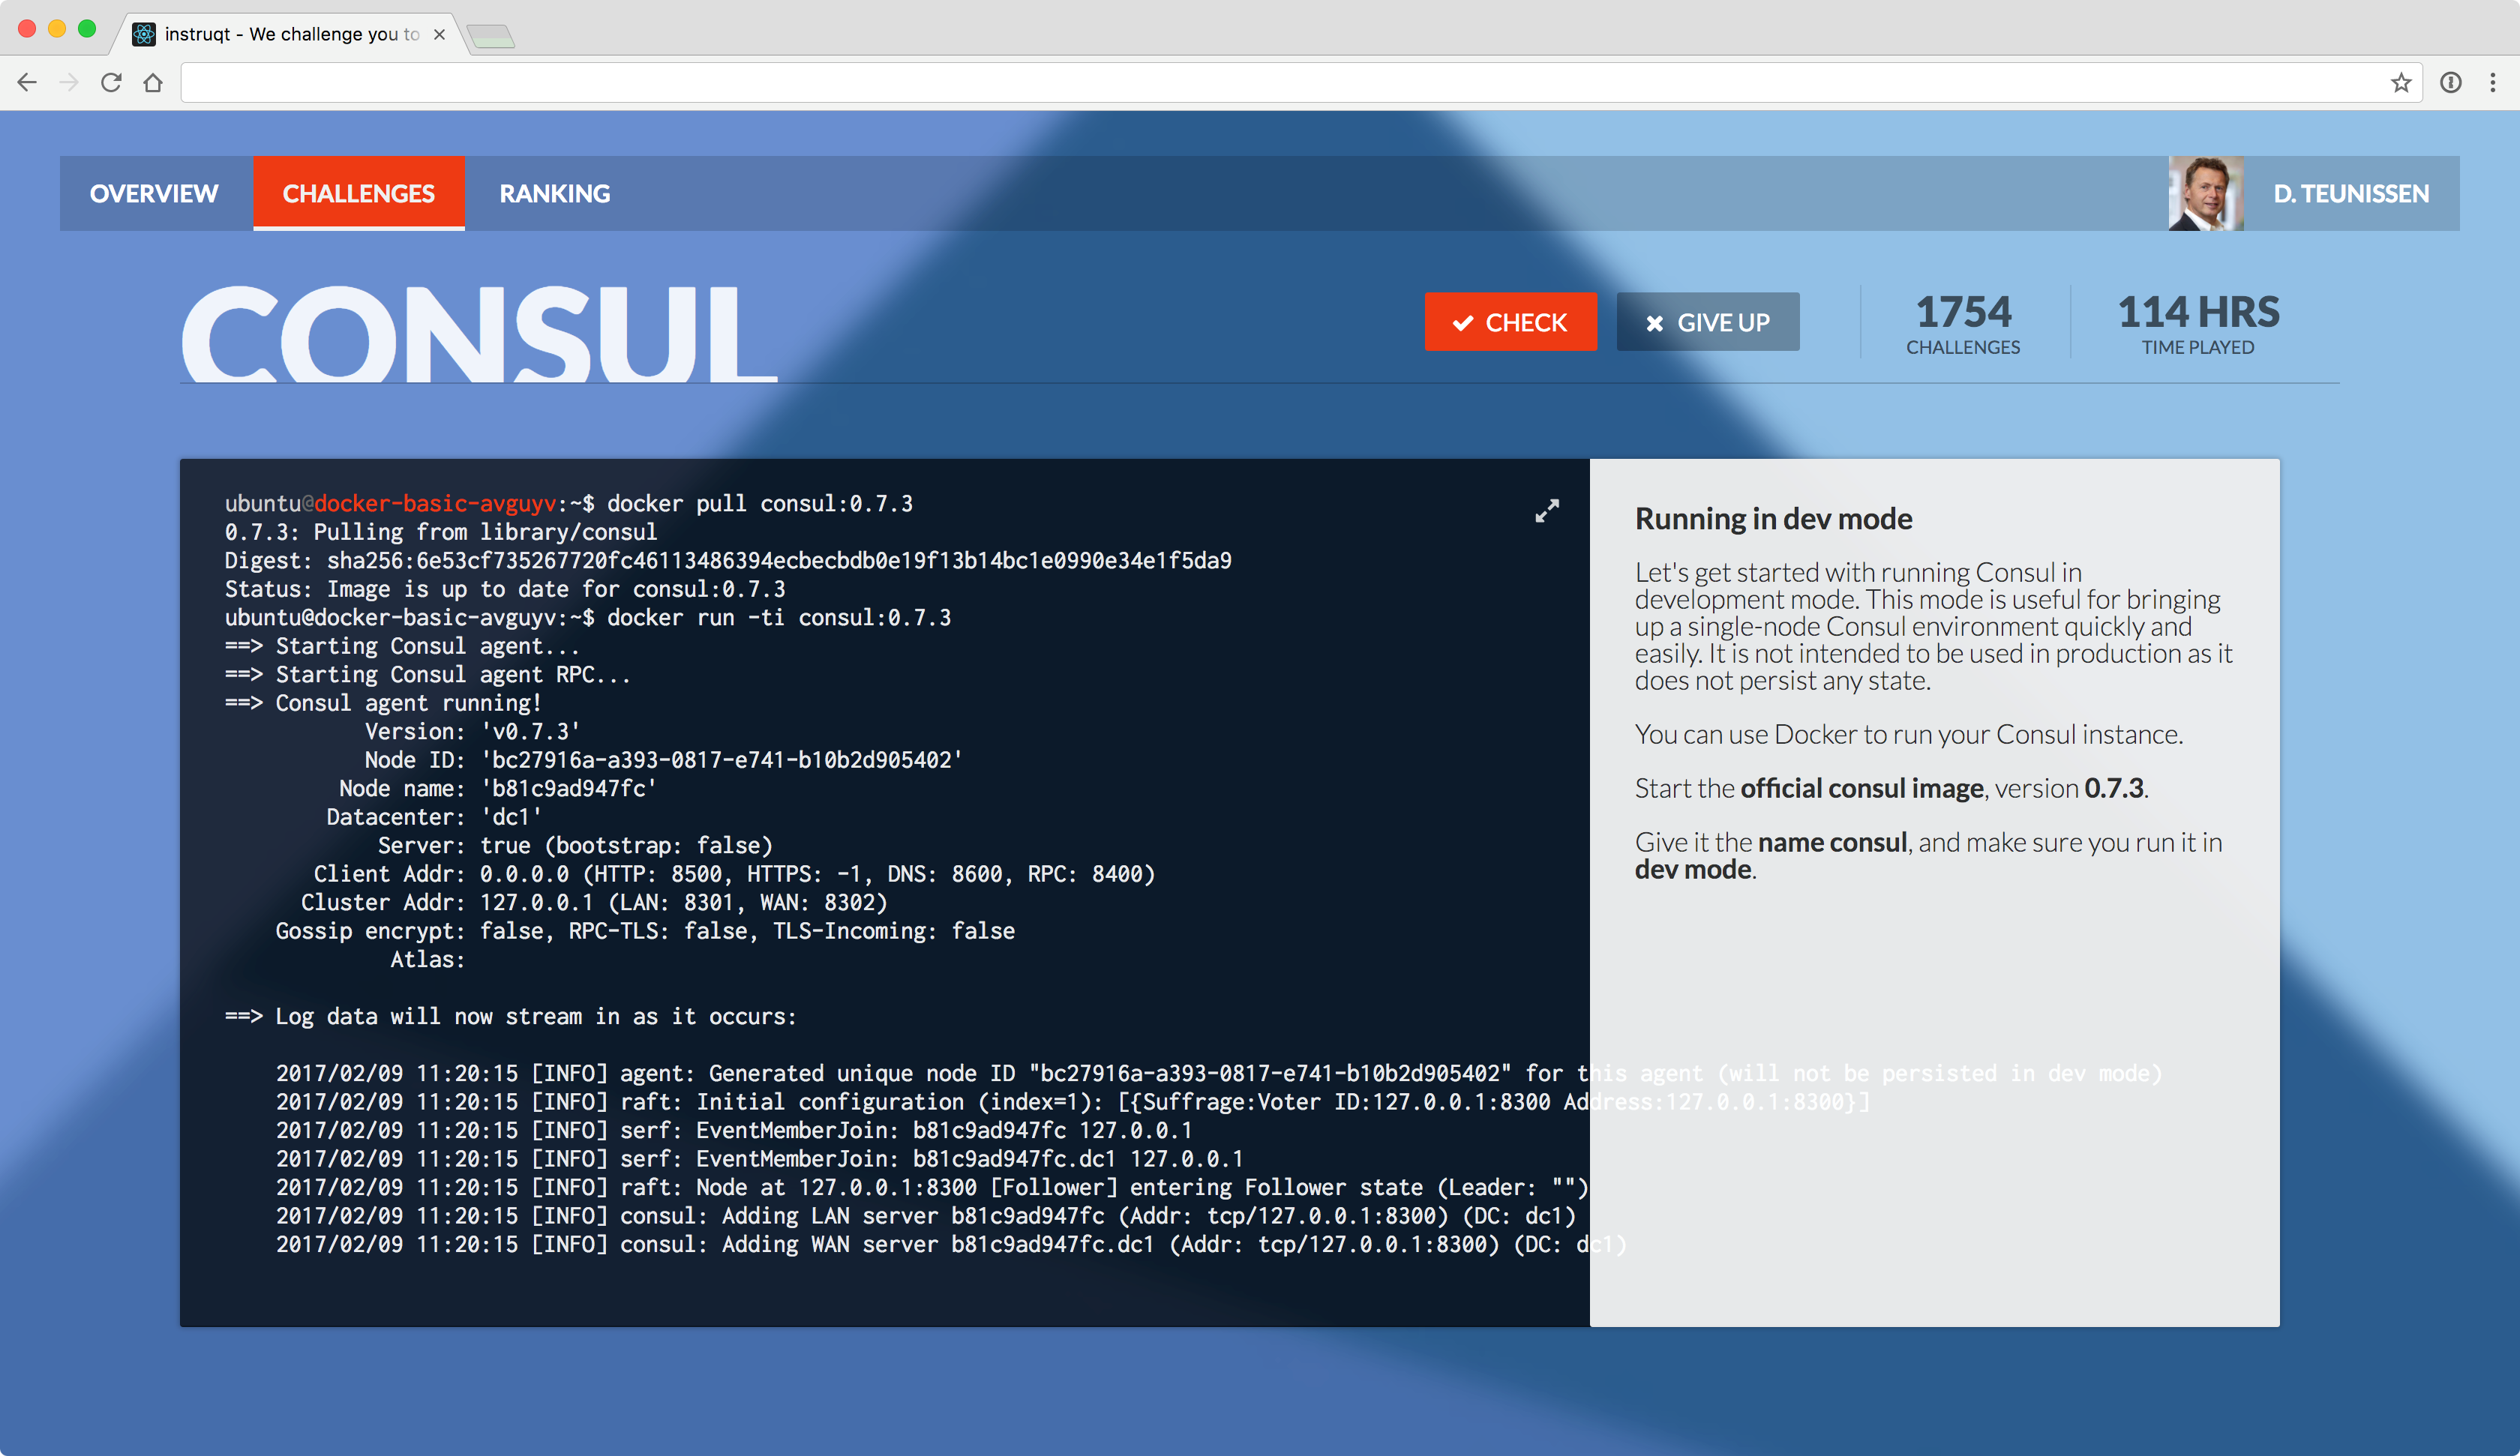 instruqt - We challenge you to
OVERVIEW
CHALLENGES
RANKING
D. TEUNISSEN
CONSUL
CHECK
GIVE UP
1754
CHALLENGES
114 HRS
TIME PLAYED
ubuntu@docker-basic-avguyv:~$ docker pull consul:0.7.3
0.7.3: Pulling from library/consul
Digest: sha256:6e53cf735267720fc46113486394ecbecbdb0e19f13b14bc1e0990e34e1f5da9
Status: Image is up to date for consul:0.7.3
ubuntu@docker-basic-avguyv:~$ docker run -ti consul:0.7.3
==> Starting Consul agent...
==> Starting Consul agent RPC...
==> Consul agent running!
Version: 'v0.7.3'
Node ID: 'bc27916a-a393-0817-e741-b10b2d905402'
Node name: 'b81c9ad947fc'
Datacenter: 'dc1'
Server: true (bootstrap: false)
Client Addr: 0.0.0.0 (HTTP: 8500, HTTPS: -1, DNS: 8600, RPC: 8400)
Cluster Addr: 127.0.0.1 (LAN: 8301, WAN: 8302)
Gossip encrypt: false, RPC-TLS: false, TLS-Incoming: false
Atlas:
==> Log data will now stream in as it occurs:
2017/02/09 11:20:15 [INFO] agent: Generated unique node ID "bc27916a-a393-0817-e741-b10b2d905402" for this agent (will not be persisted in dev mode)
2017/02/09 11:20:15 [INFO] raft: Initial configuration (index=1): [{Suffrage:Voter ID:127.0.0.1:8300 Address:127.0.0.1:8300}]
2017/02/09 11:20:15 [INFO] serf: EventMemberJoin: b81c9ad947fc 127.0.0.1
2017/02/09 11:20:15 [INFO] serf: EventMemberJoin: b81c9ad947fc.dc1 127.0.0.1
2017/02/09 11:20:15 [INFO] raft: Node at 127.0.0.1:8300 [Follower] entering Follower state (Leader: "")
2017/02/09 11:20:15 [INFO] consul: Adding LAN server b81c9ad947fc (Addr: tcp/127.0.0.1:8300) (DC: dc1)
2017/02/09 11:20:15 [INFO] consul: Adding WAN server b81c9ad947fc.dc1 (Addr: tcp/127.0.0.1:8300) (DC: dc1)
Running in dev mode
Let's get started with running Consul in
development mode. This mode is useful for bringing
up a single-node Consul environment quickly and
easily. It is not intended to be used in production as it
does not persist any state.
You can use Docker to run your Consul instance.
Start the official consul image, version 0.7.3.
Give it the name consul, and make sure you run it in
dev mode.